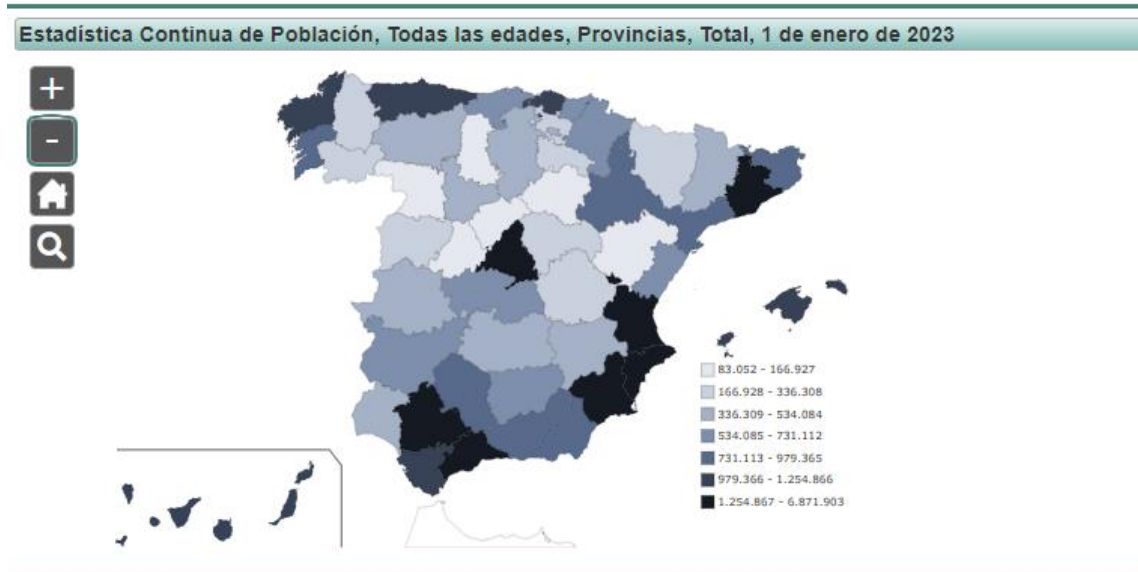 Estadística Continua de Población, Todas las edades, Provincias, Total, 1 de enero de 2023
+
-
83.052 - 166.927
166.928 - 336.308
336.309 - 534.084
534.085 - 731.112
731.113 - 979.365
979.366 - 1.254.866
1.254.867 - 6.871.903